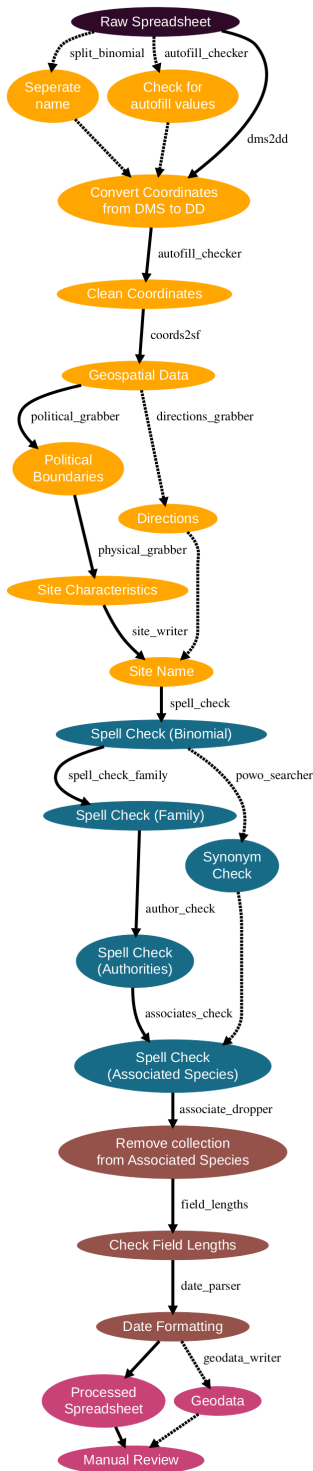 Raw Spreadsheet
split_binomial
autofill_checker
Seperate
name
Check for
autofill values
dms2dd
Convert Coordinates
from DMS to DD
autofill_checker
Clean Coordinates
coords2sf
Geospatial Data
political_grabber
directions_grabber
Political
Boundaries
Directions
physical_grabber
Site Characteristics
site_writer
Site Name
spell_check
Spell Check (Binomial)
spell_check_family
powo_searcher
Spell Check (Family)
Synonym
Check
author_check
Spell Check
(Authorities)
associates_check
Spell Check
(Associated Species)
associate_dropper
Remove collection
from Associated Species
field_lengths
Check Field Lengths
date_parser
Date Formatting
geodata_writer
Processed
Spreadsheet
Geodata
Manual Review